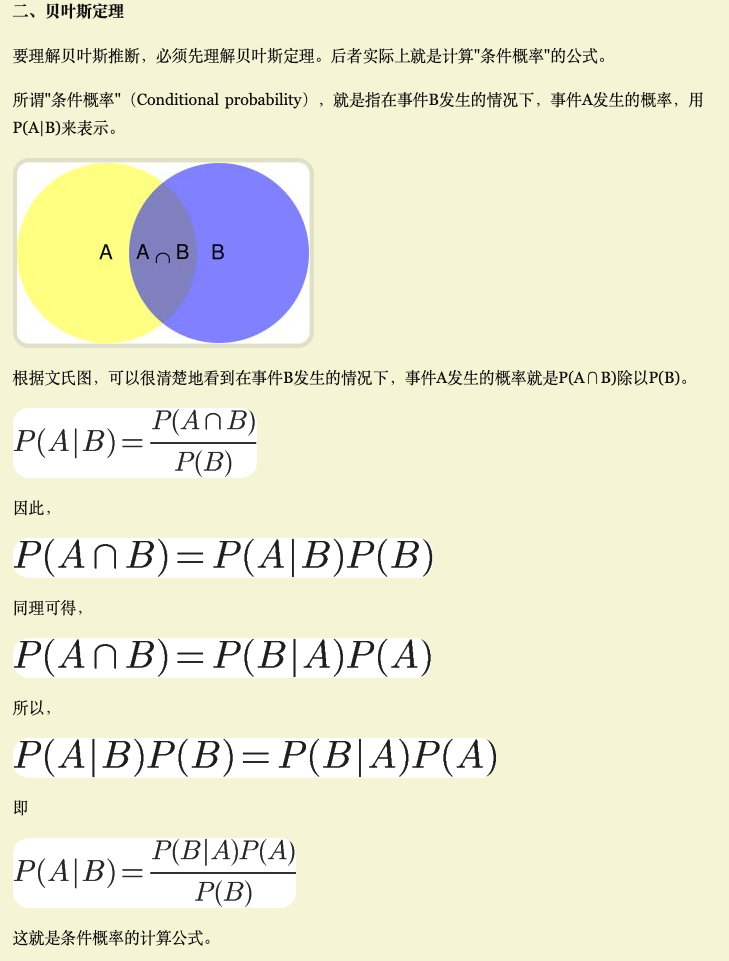 二、贝叶斯定理
要理解贝叶斯推断，必须先理解贝叶斯定理。后者实际上就是计算"条件概率"的公式。
所谓"条件概率"（Conditional probability），就是指在事件B发生的情况下，事件A发生的概率，用
P(A|B)来表示。
A A∩B B
根据文氏图，可以很清楚地看到在事件B发生的情况下，事件A发生的概率就是P(A∩B)除以P(B)。
P(A|B)=P(A∩B)/P(B)
因此，
P(A∩B)=P(A|B)P(B)
同理可得，
P(A∩B)=P(B|A)P(A)
所以，
P(A|B)P(B)=P(B|A)P(A)
即
P(A|B)=P(B|A)P(A)/P(B)
这就是条件概率的计算公式。